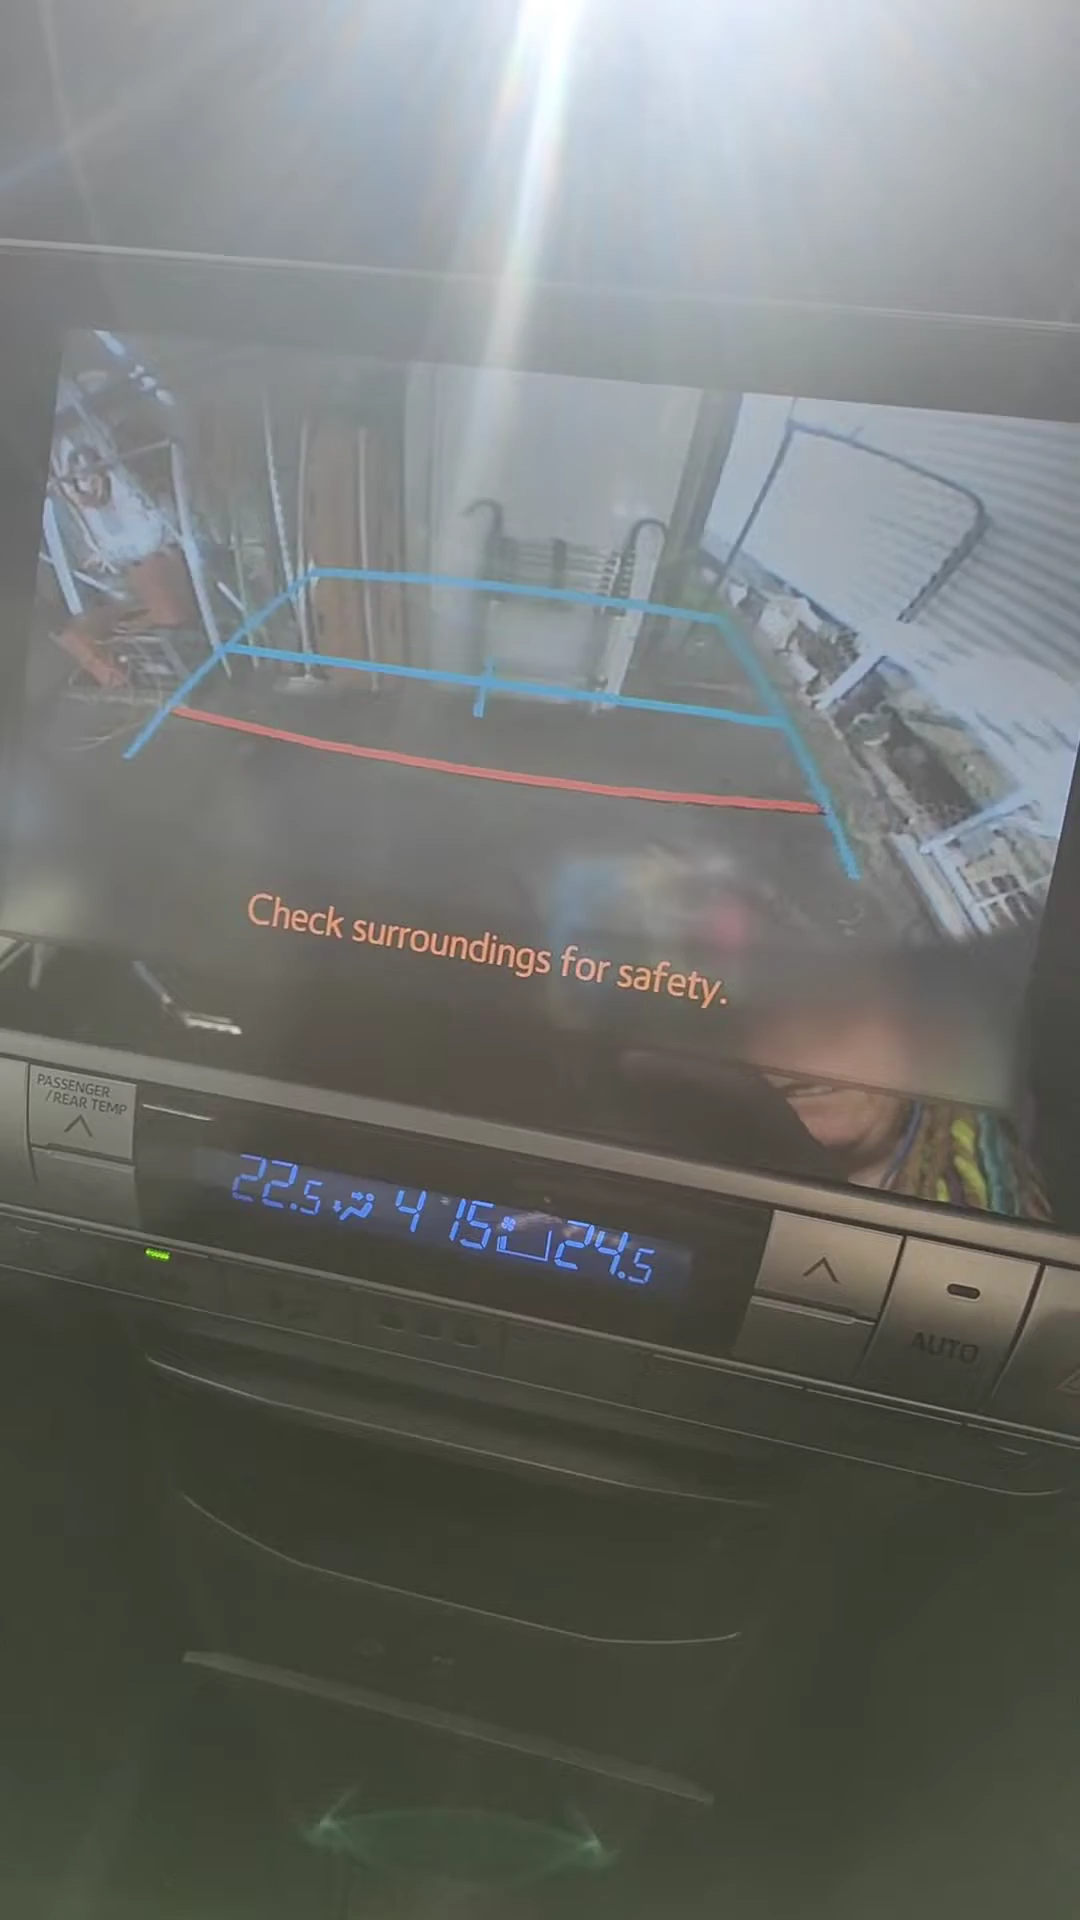 Check surroundings for safety.
PASSENGER
/REAR TEMP
22.5 4 15 24.5
AUTO